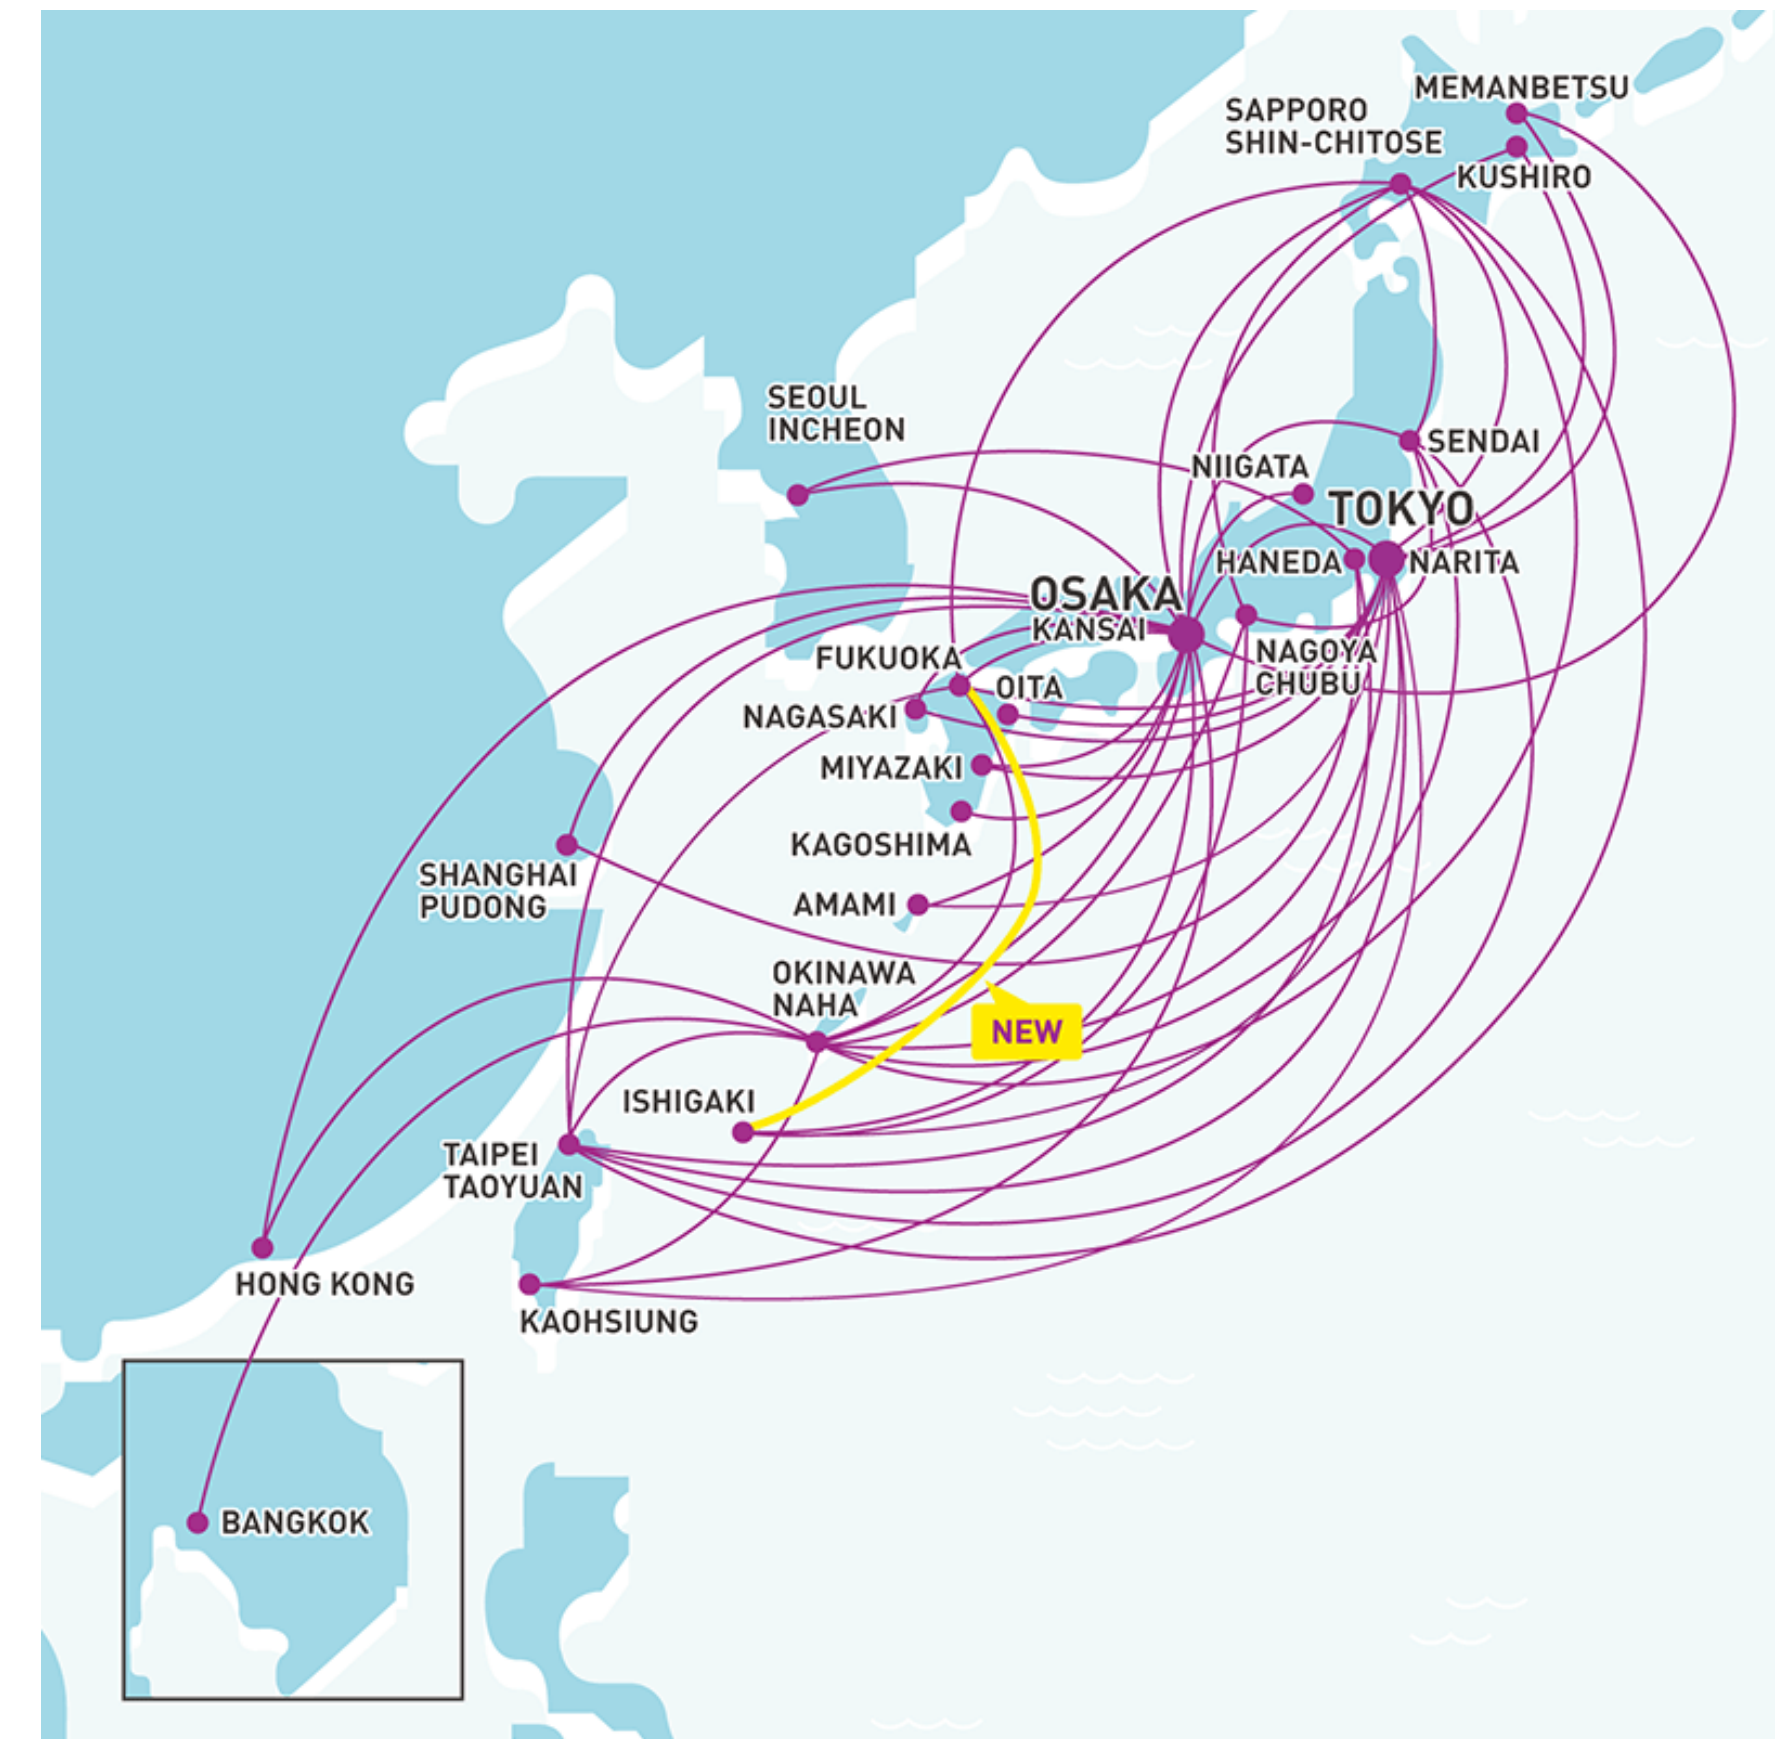 MEMANBETSU
SAPPORO
SHIN-CHITOSE
KUSHIRO
SEOUL
INCHEON
SENDAI
NIIGATA
TOKYO
HANEDA
NARITA
OSAKA
KANSAI
NAGOYA
CHUBU
FUKUOKA
OITA
NAGASAKI
MIYAZAKI
KAGOSHIMA
SHANGHAI
PUDONG
AMAMI
OKINAWA
NAHA
NEW
ISHIGAKI
TAIPEI
TAOYUAN
HONG KONG
KAOHSIUNG
BANGKOK